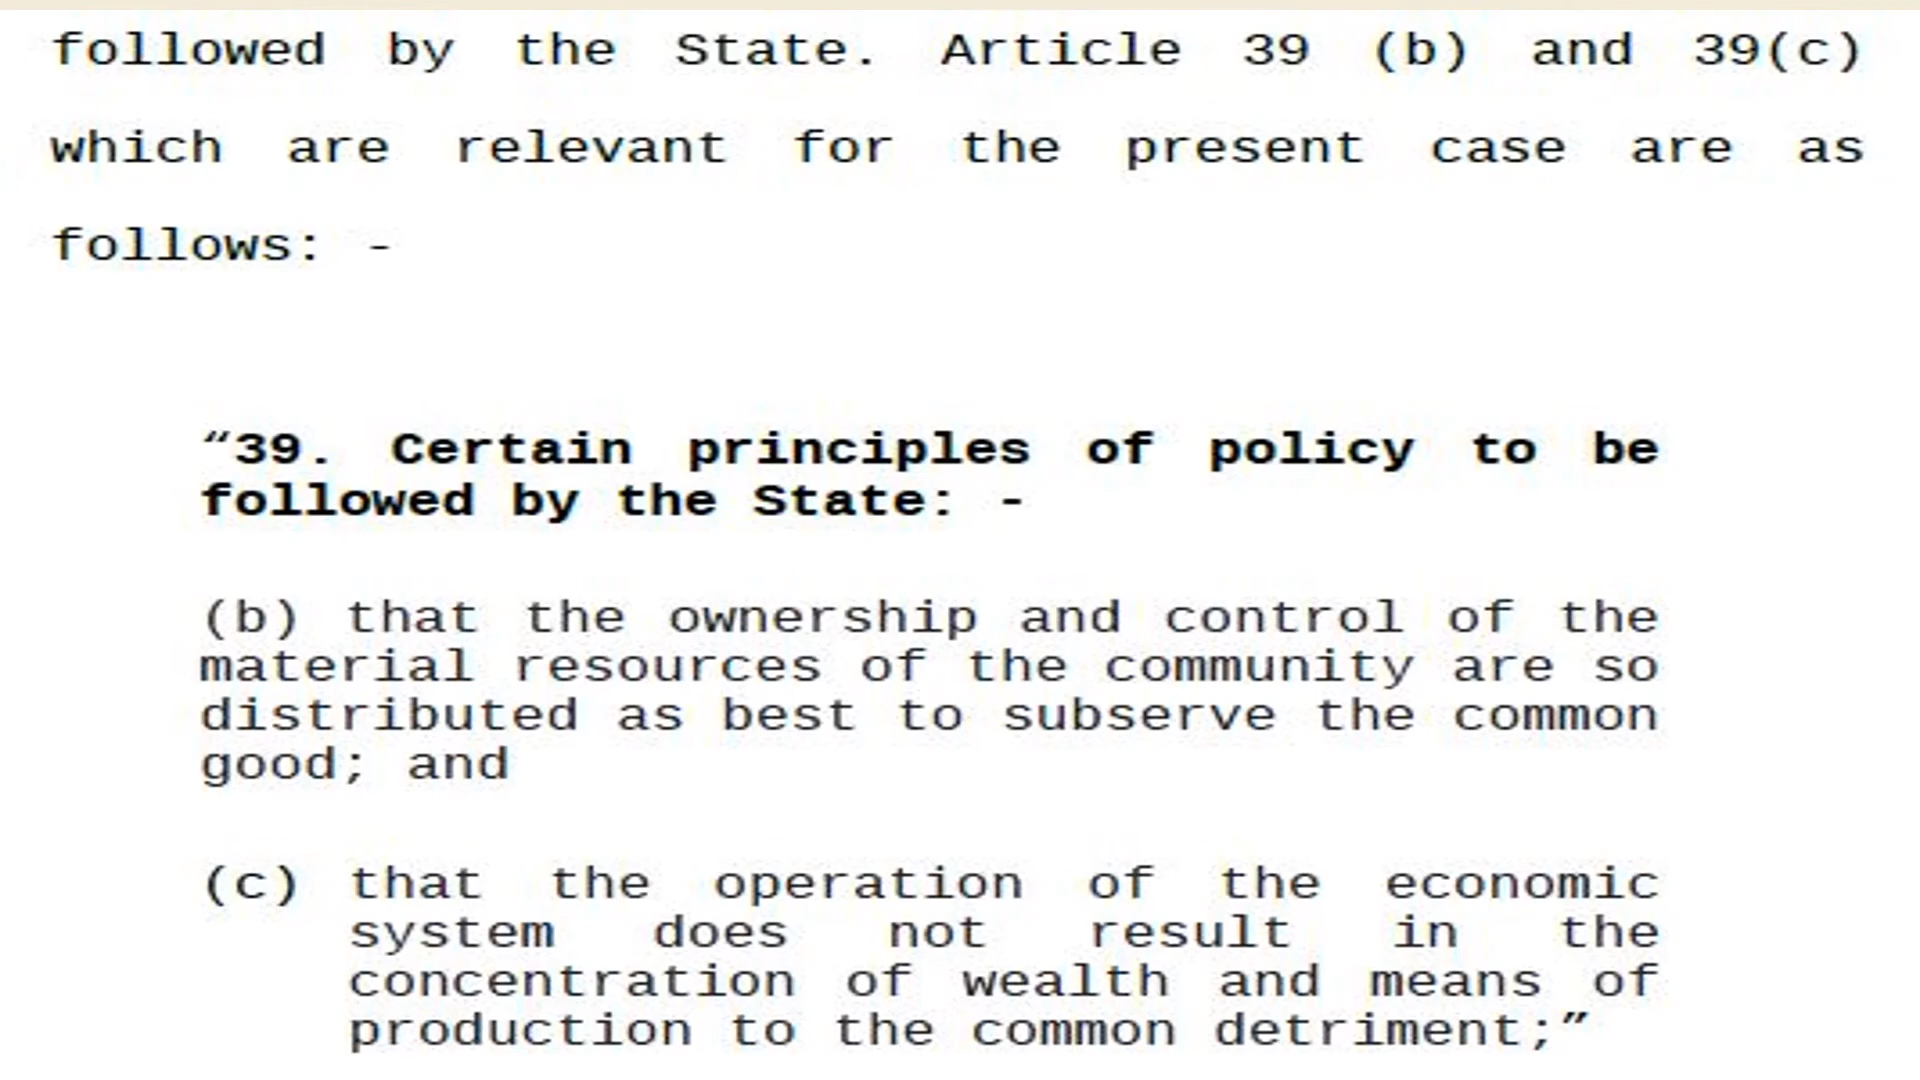 followed by the State. Article 39 (b) and 39(c)
which are relevant for the present case are as
follows: -
“39. Certain principles of policy to be
followed by the State: -
(b) that the ownership and control of the
material resources of the community are so
distributed as best to subserve the common
good; and
(c) that the operation of the economic
system does not result in the
concentration of wealth and means of
production to the common detriment;”